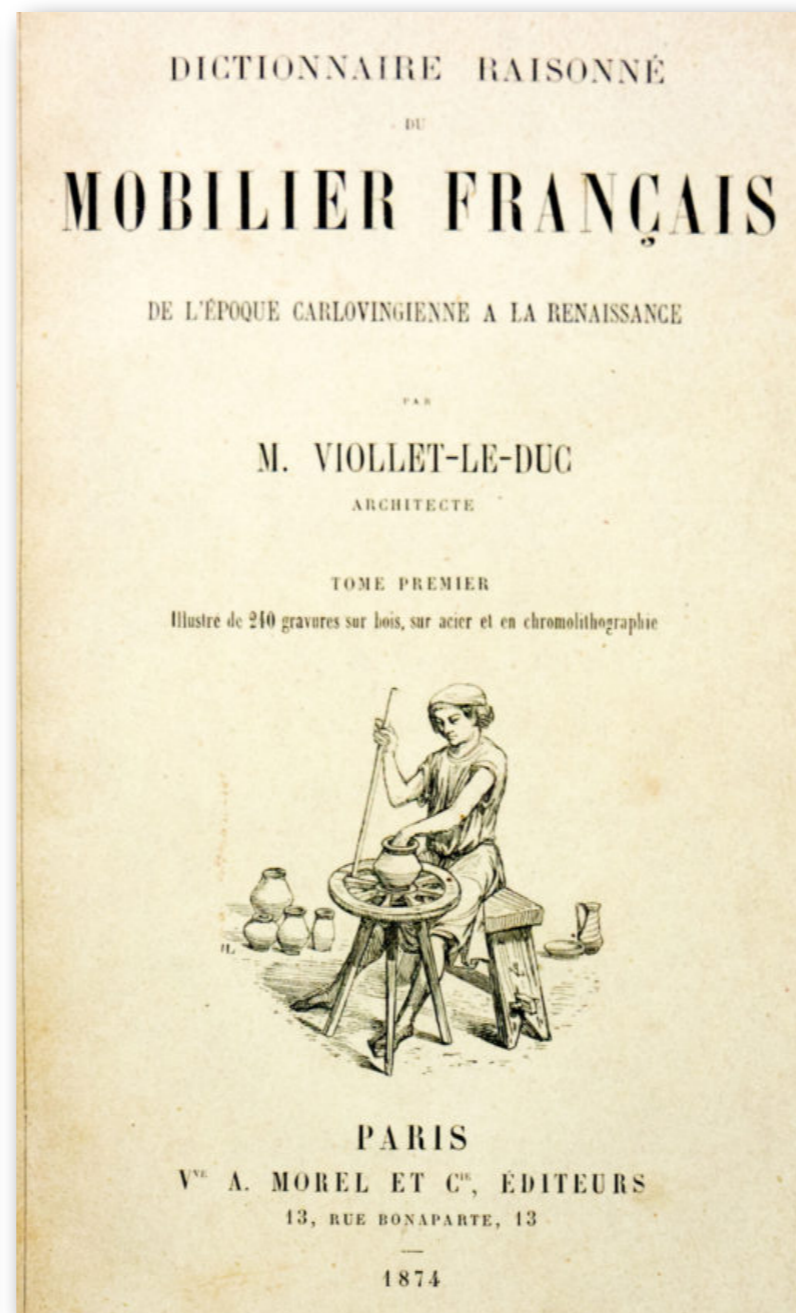 DICTIONNAIRE RAISONNÉ
DU
MOBILIER FRANÇAIS
DE L'ÉPOQUE CARLOVINGIENNE A LA RENAISSANCE
PAR
M. VIOLLET-LE-DUC
ARCHITECTE
TOME PREMIER
Illustré de 240 gravures sur bois, sur acier et en chromolithographie
PARIS
Vve A. MOREL ET Cie, ÉDITEURS
13, RUE BONAPARTE, 13
1874